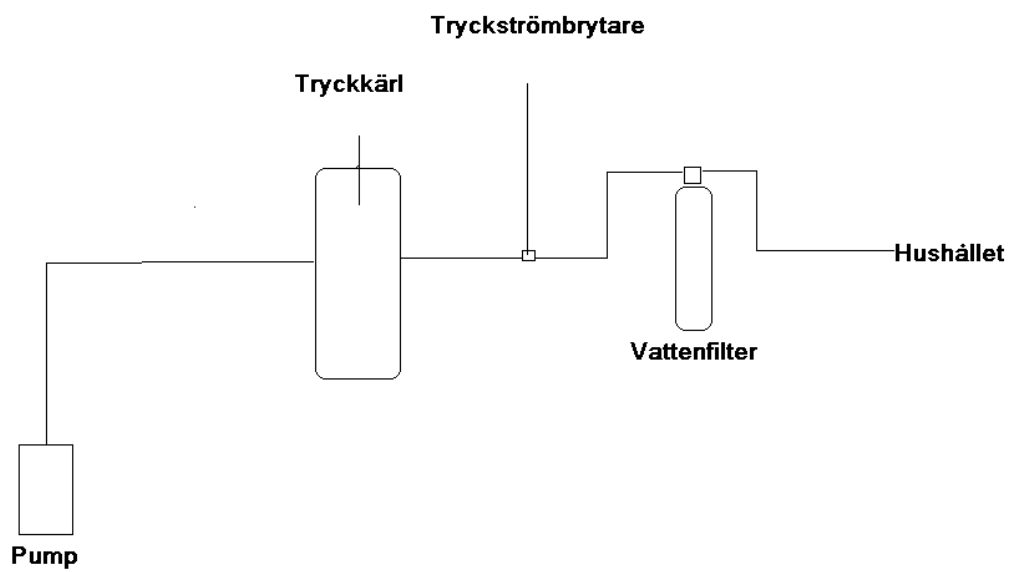 Tryckströmbrytare
Tryckkärl
Hushållet
Vattenfilter
Pump